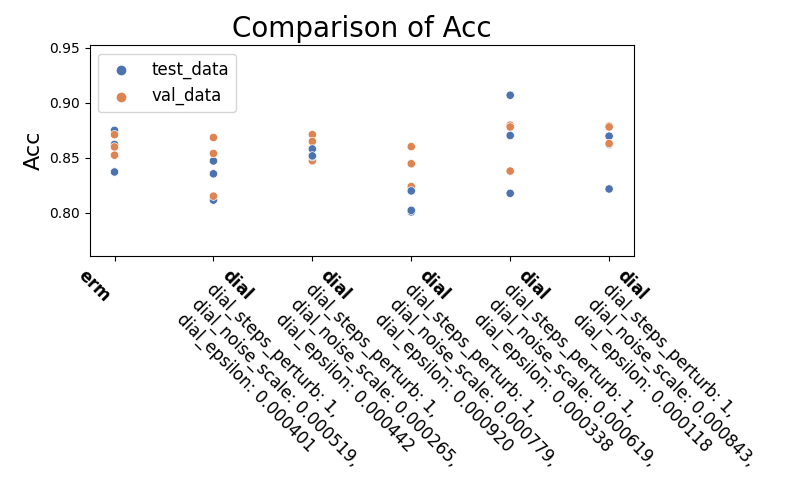 Comparison of Acc
Acc
0.95
0.90
0.85
0.80
test_data
val_data
erm
dial
dial_steps_perturb: 1,
dial_noise_scale: 0.000519,
dial_epsilon: 0.000401
dial
dial_steps_perturb: 1,
dial_noise_scale: 0.000265,
dial_epsilon: 0.000442
dial
dial_steps_perturb: 1,
dial_noise_scale: 0.000779,
dial_epsilon: 0.000920
dial
dial_steps_perturb: 1,
dial_noise_scale: 0.000619,
dial_epsilon: 0.000338
dial
dial_steps_perturb: 1,
dial_noise_scale: 0.000843,
dial_epsilon: 0.000118